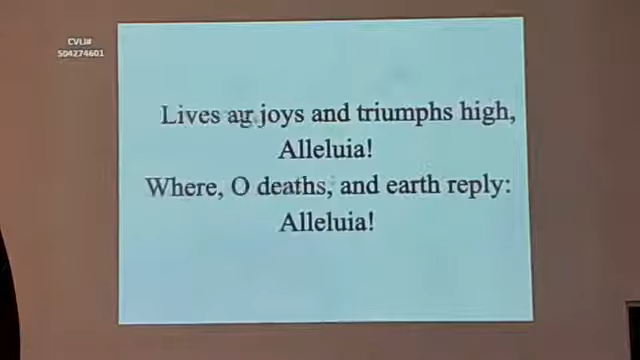 CVLI#
504274601
Lives joys and triumphs high,
Alleluia!
Where, O deaths, and earth reply:
Alleluia!